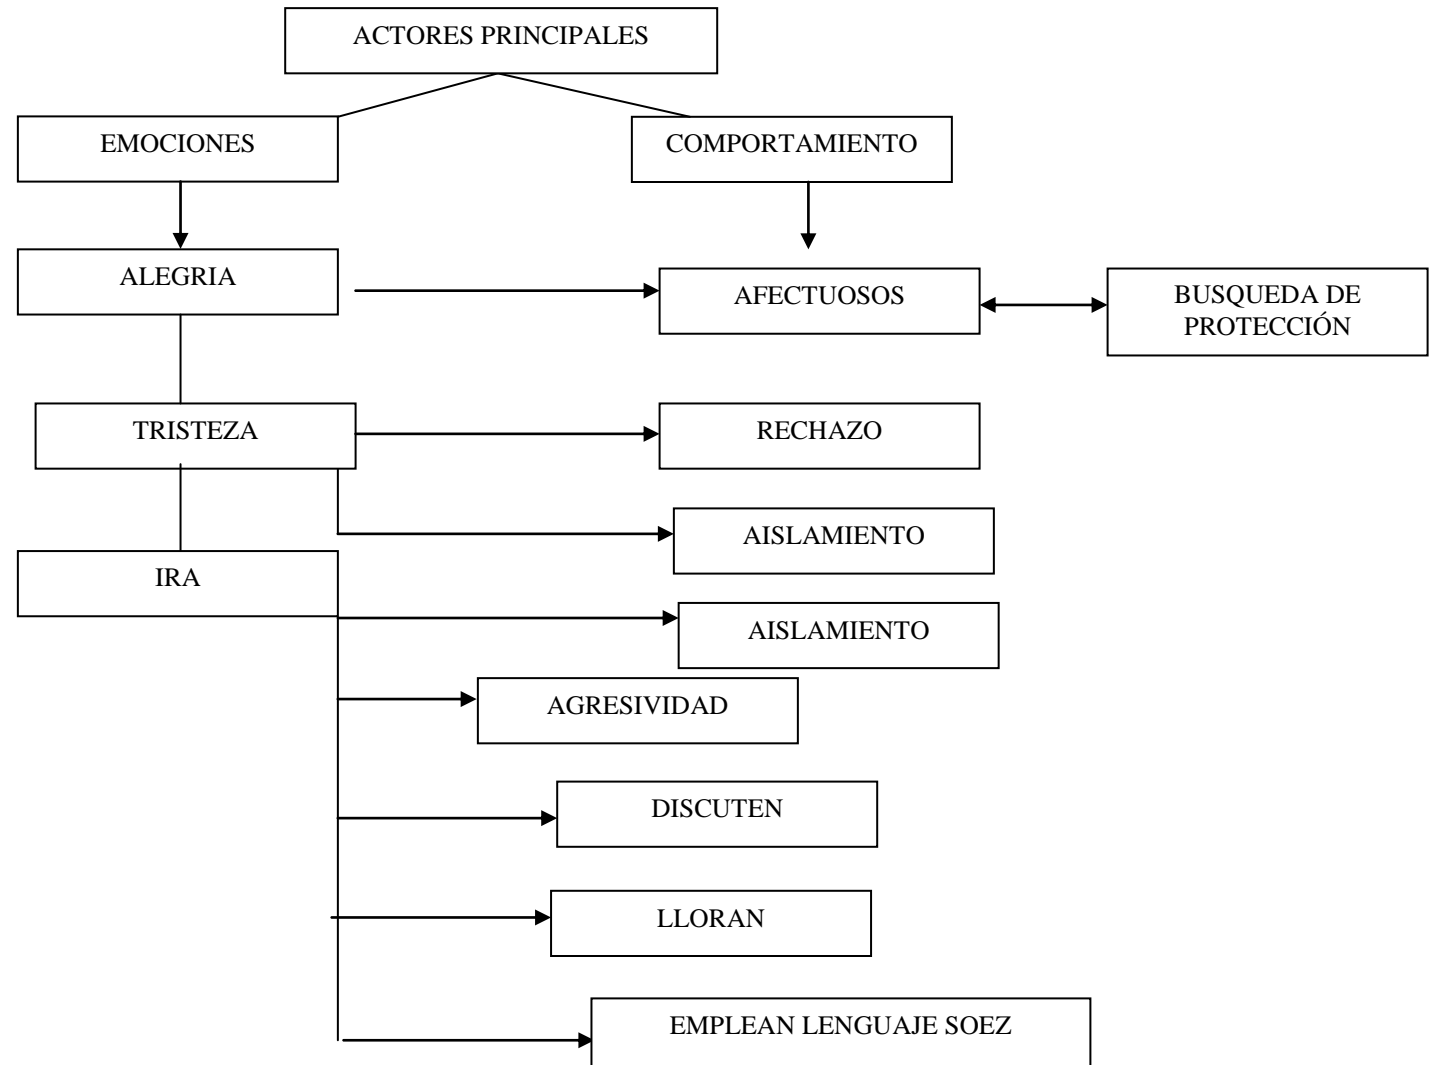 ACTORES PRINCIPALES
EMOCIONES
COMPORTAMIENTO
ALEGRIA
AFECTUOSOS
BUSQUEDA DE
PROTECCIÓN
TRISTEZA
RECHAZO
AISLAMIENTO
IRA
AISLAMIENTO
AGRESIVIDAD
DISCUTEN
LLORAN
EMPLEAN LENGUAJE SOEZ